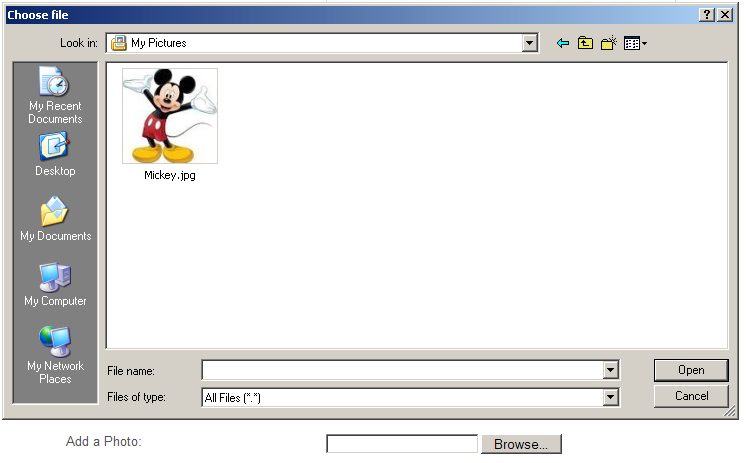 Choose file
Look in:
My Pictures
My Recent
Documents
Desktop
My Documents
My Computer
My Network
Places
Mickey.jpg
File name:
Open
Files of type:
All Files (*.*)
Cancel
Add a Photo:
Browse...